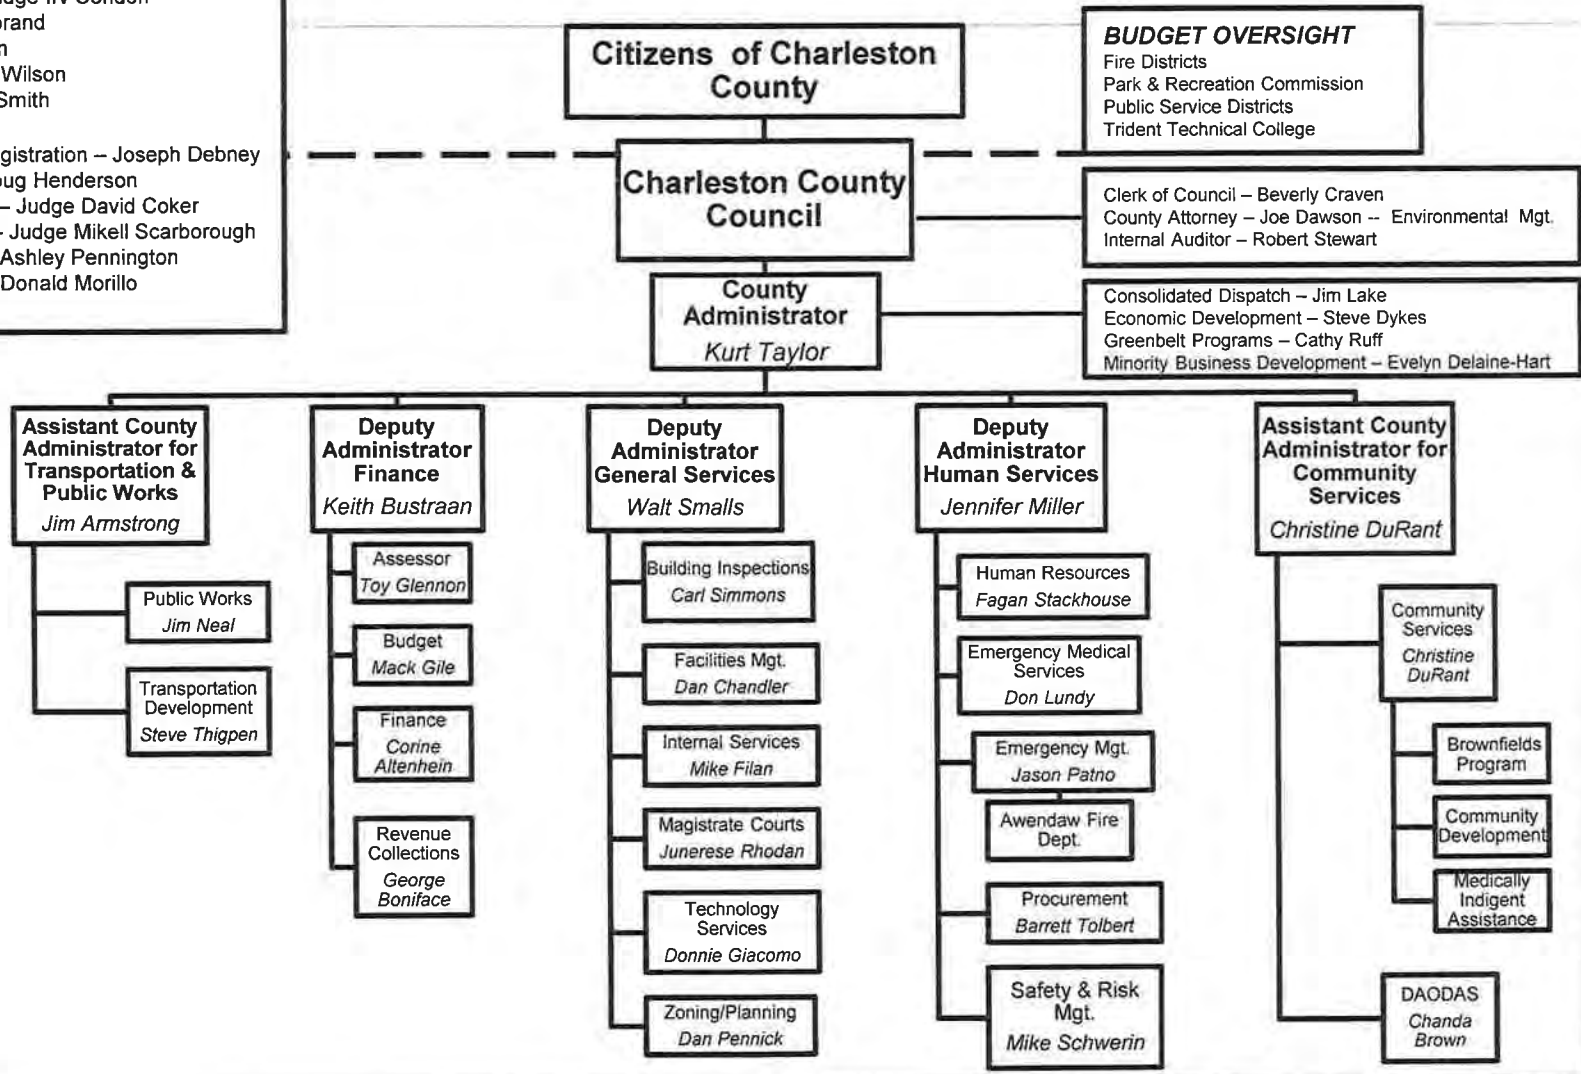 brand
Wilson
Smith
gistration – Joseph Debney
oug Henderson
– Judge David Coker
– Judge Mikell Scarborough
Ashley Pennington
Donald Morillo
Citizens of Charleston
County
BUDGET OVERSIGHT
Fire Districts
Park & Recreation Commission
Public Service Districts
Trident Technical College
Charleston County
Council
Clerk of Council – Beverly Craven
County Attorney – Joe Dawson -- Environmental Mgt.
Internal Auditor – Robert Stewart
County
Administrator
Kurt Taylor
Consolidated Dispatch – Jim Lake
Economic Development – Steve Dykes
Greenbelt Programs – Cathy Ruff
Minority Business Development – Evelyn Delaine-Hart
Assistant County
Administrator for
Transportation &
Public Works
Jim Armstrong
Public Works
Jim Neal
Transportation
Development
Steve Thigpen
Deputy
Administrator
Finance
Keith Bustraan
Assessor
Toy Glennon
Budget
Mack Gile
Finance
Corine
Altenhein
Revenue
Collections
George
Boniface
Deputy
Administrator
General Services
Walt Smalls
Building Inspections
Carl Simmons
Facilities Mgt.
Dan Chandler
Internal Services
Mike Filan
Magistrate Courts
Junerese Rhodan
Technology
Services
Donnie Giacomo
Zoning/Planning
Dan Pennick
Deputy
Administrator
Human Services
Jennifer Miller
Human Resources
Fagan Stackhouse
Emergency Medical
Services
Don Lundy
Emergency Mgt.
Jason Patno
Awendaw Fire
Dept.
Procurement
Barrett Tolbert
Safety & Risk
Mgt.
Mike Schwerin
Assistant County
Administrator for
Community
Services
Christine DuRant
Community
Services
Christine
DuRant
Brownfields
Program
Community
Development
Medically
Indigent
Assistance
DAODAS
Chanda
Brown